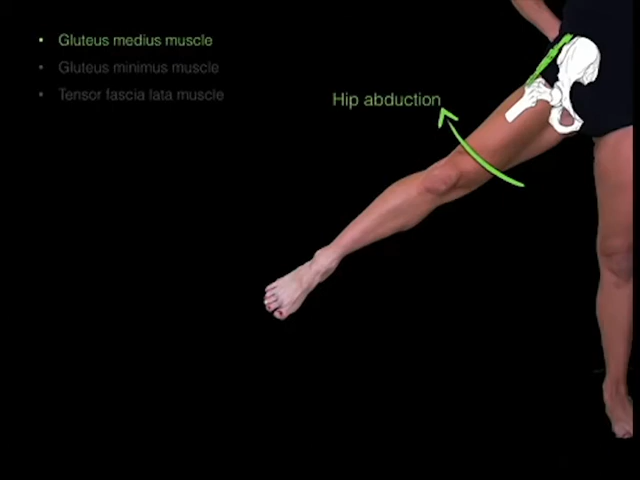 • Gluteus medius muscle
• Gluteus minimus muscle
• Tensor fascia lata muscle
Hip abduction